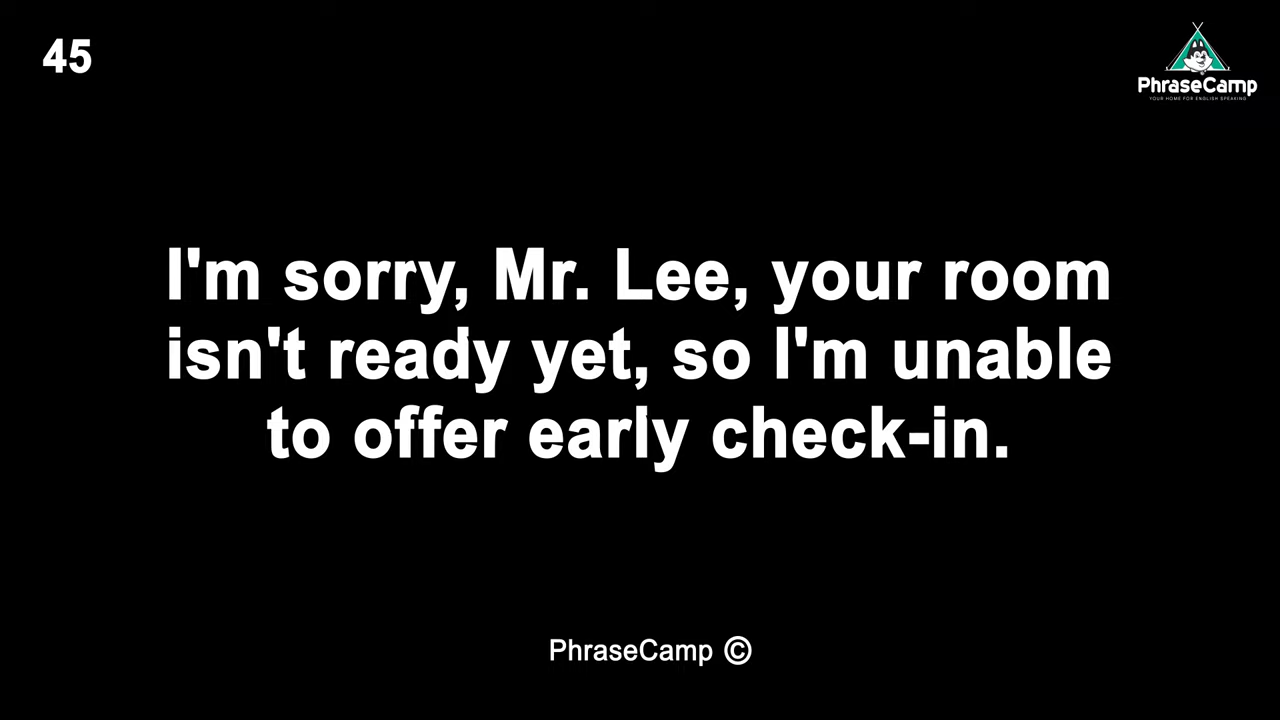 45
PhraseCamp
YOUR HOME FOR ENGLISH SPEAKING
I'm sorry, Mr. Lee, your room
isn't ready yet, so I'm unable
to offer early check-in.
PhraseCamp ©